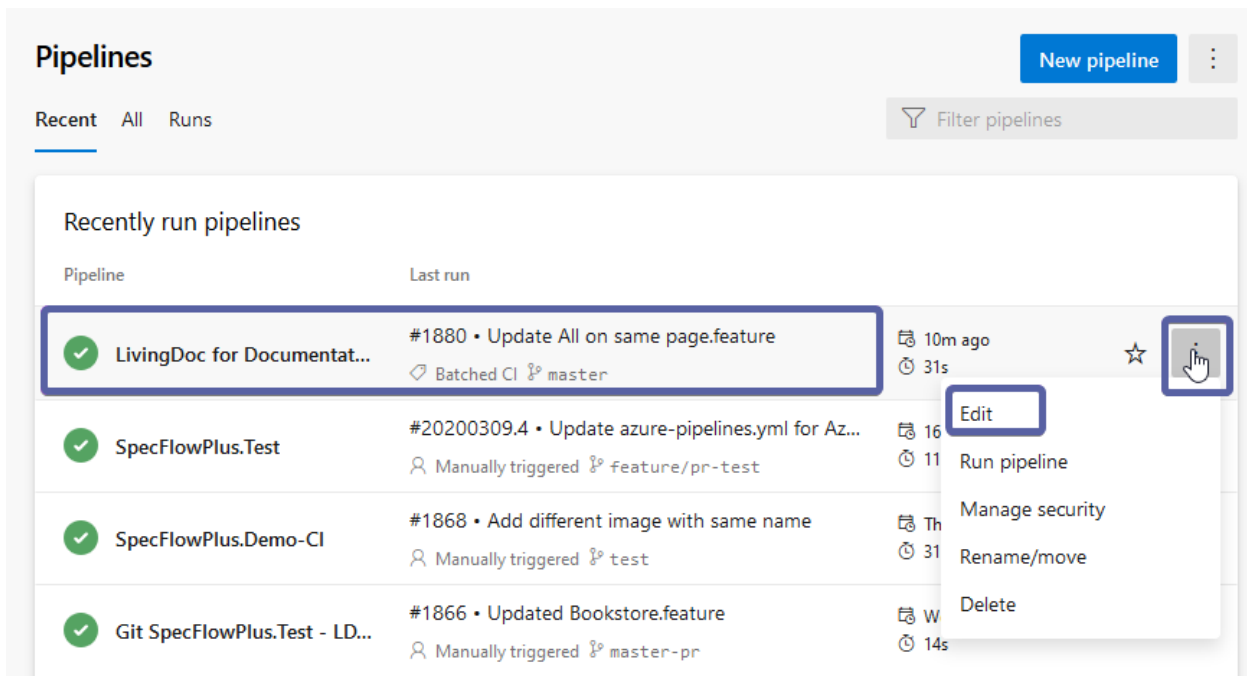 Pipelines
New pipeline
Recent All Runs
Filter pipelines
Recently run pipelines
Pipeline Last run
LivingDoc for Documentat...
#1880 • Update All on same page.feature
Batched CI master
10m ago
31s
Edit
Run pipeline
Manage security
Rename/move
Delete
SpecFlowPlus.Test
#20200309.4 • Update azure-pipelines.yml for Az...
Manually triggered feature/pr-test
16
11
SpecFlowPlus.Demo-CI
#1868 • Add different image with same name
Manually triggered test
Th
31
Git SpecFlowPlus.Test - LD...
#1866 • Updated Bookstore.feature
Manually triggered master-pr
W
14s